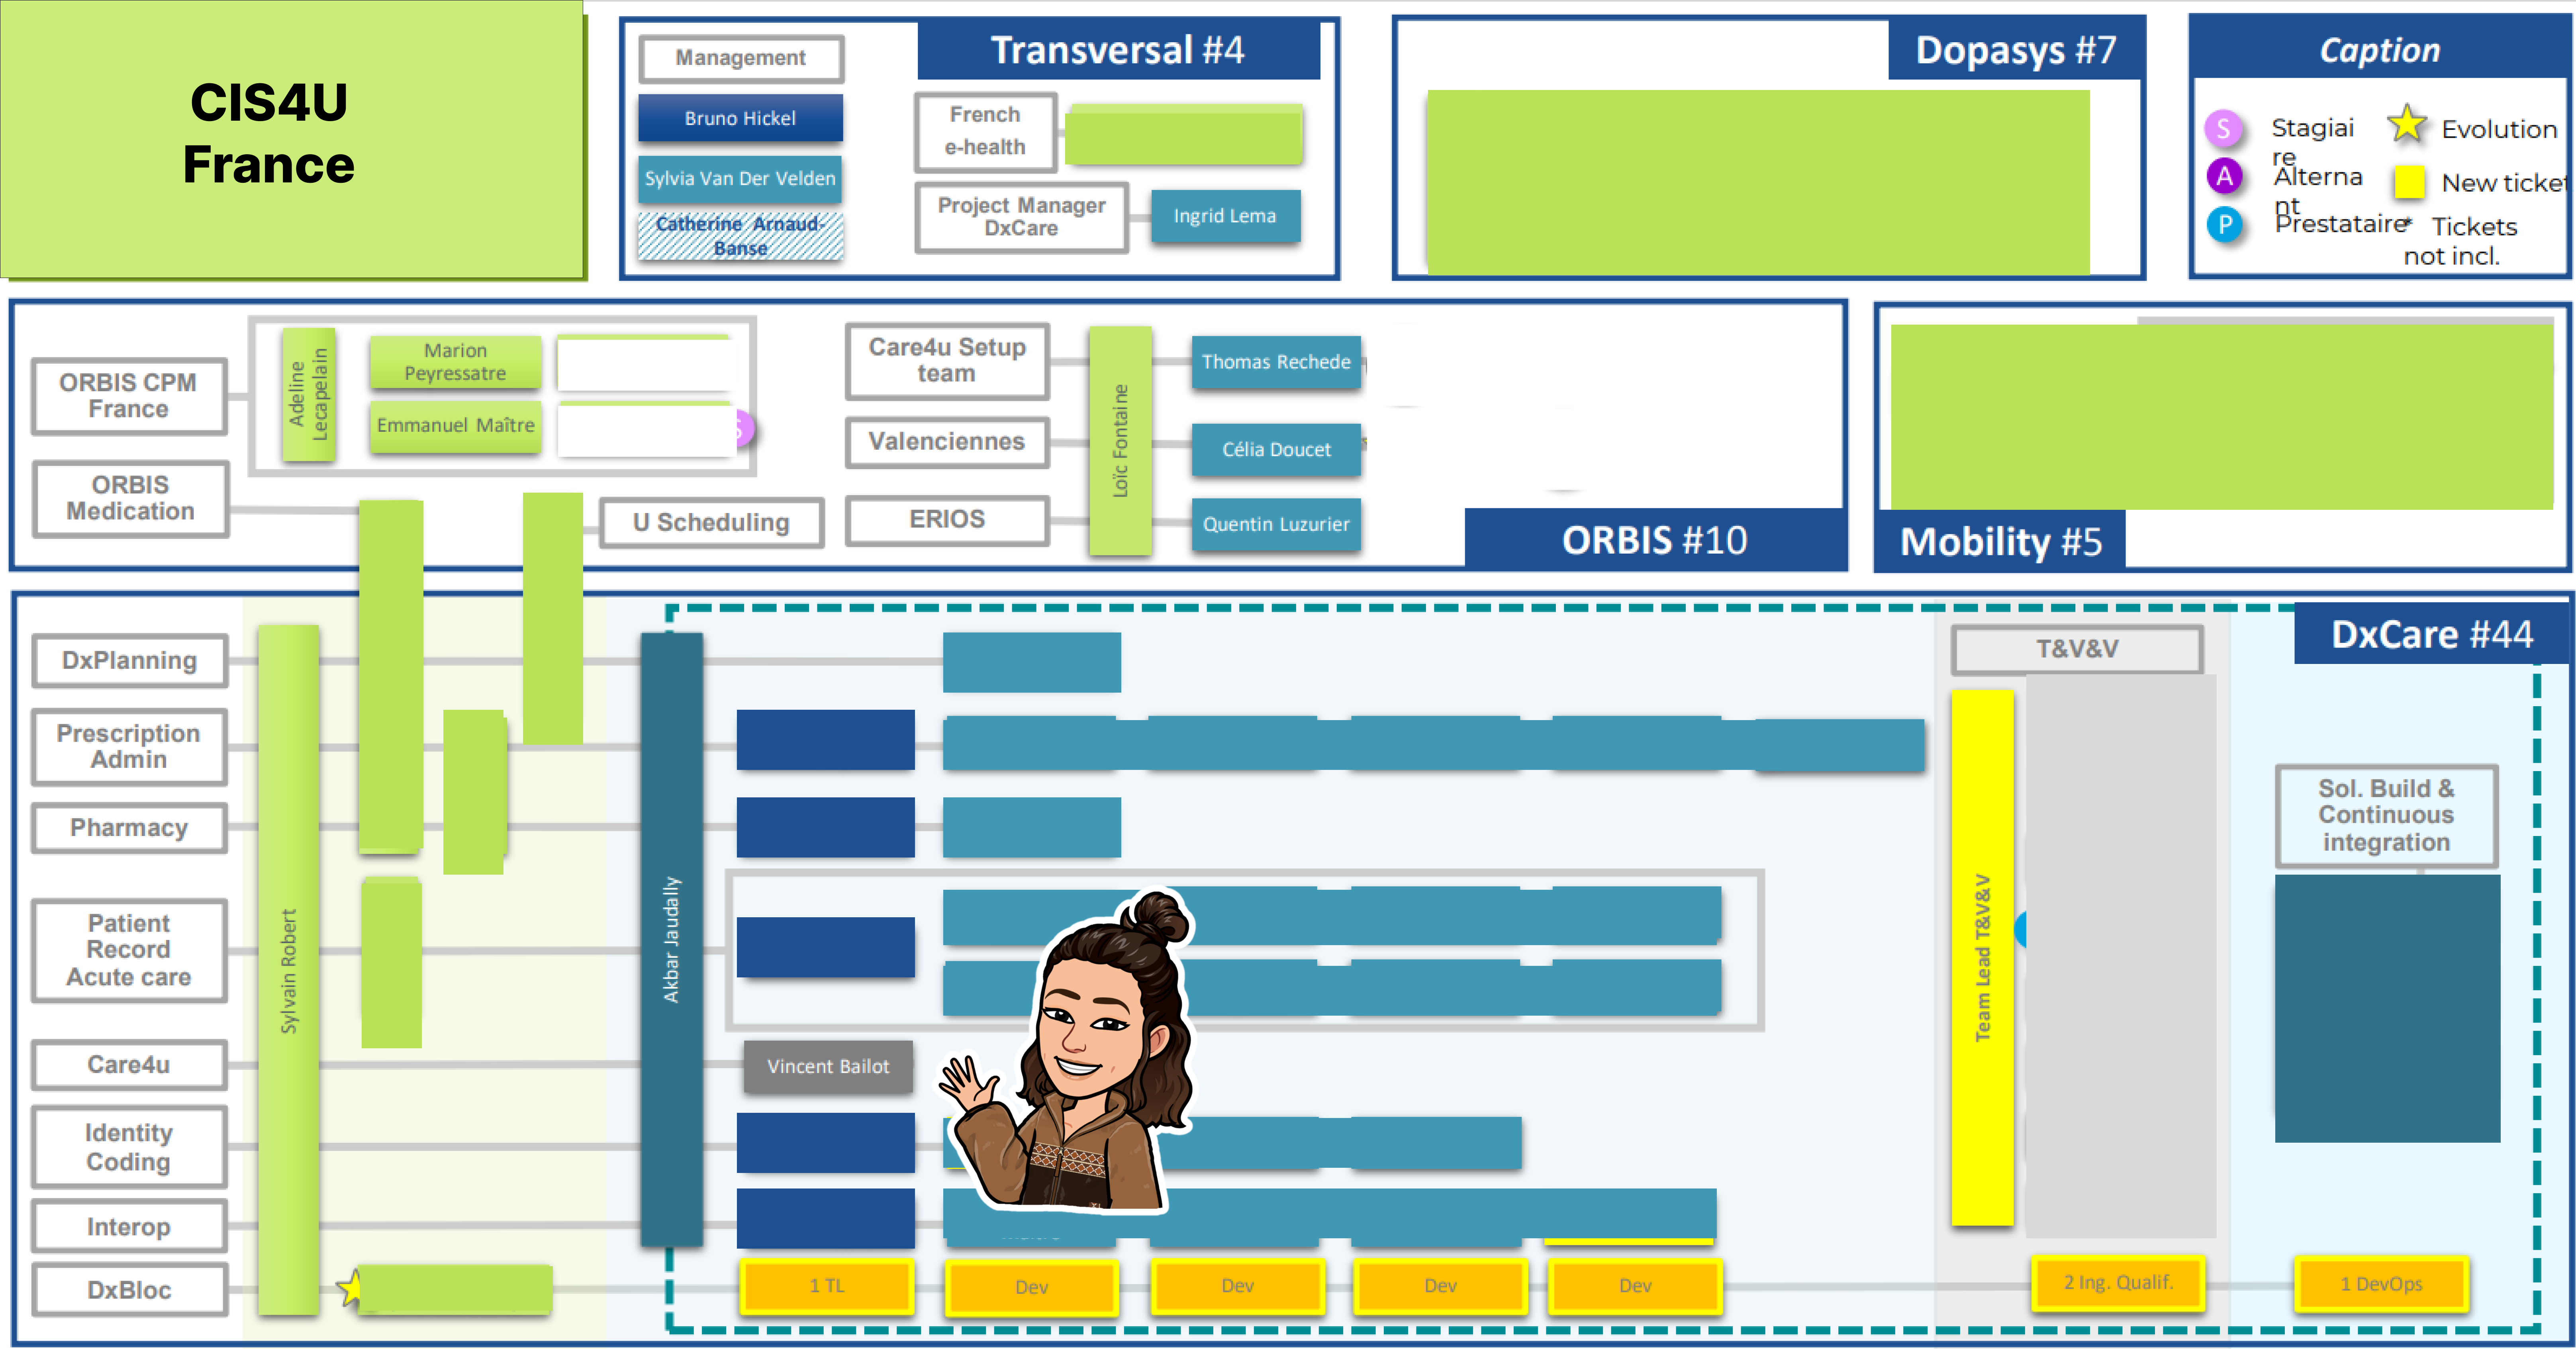 CIS4U
France
Management
Bruno Hickel
Sylvia Van Der Velden
Catherine Arnaud-
Banse
Transversal #4
French
e-health
Project Manager
DxCare
Ingrid Lema
Dopasys #7
Caption
S
Stagiai
re
Evolution
A
Alterna
nt
New ticket
P
Prestataire
* Tickets
not incl.
ORBIS CPM
France
Adeline
Lecapelain
Marion
Peyressatre
Emmanuel Maître
ORBIS
Medication
U Scheduling
Care4u Setup
team
Valenciennes
ERIOS
Loïc Fontaine
Thomas Rechede
Célia Doucet
Quentin Luzurier
ORBIS #10
Mobility #5
DxCare #44
DxPlanning
Prescription
Admin
Pharmacy
Patient
Record
Acute care
Care4u
Identity
Coding
Interop
DxBloc
Sylvain Robert
Akbar Jaudally
Vincent Bailot
1 TL
Dev
Dev
Dev
Dev
T&V&V
Team Lead T&V&V
2 Ing. Qualif.
Sol. Build &
Continuous
integration
1 DevOps